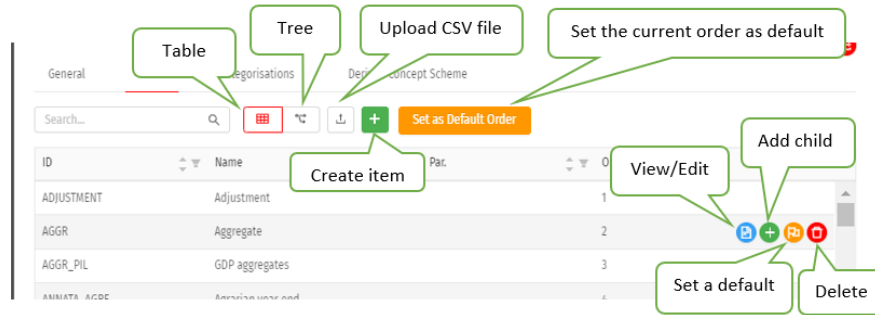 Tree
Upload CSV file
Set the current order as default
Table
General
Concept Scheme
Search...
Set as Default Order
Add child
ID
Name
Par.
Create item
View/Edit
ADJUSTMENT
Adjustment
1
AGGR
Aggregate
2
AGGR_PIL
GDP aggregates
3
Set a default
Delete